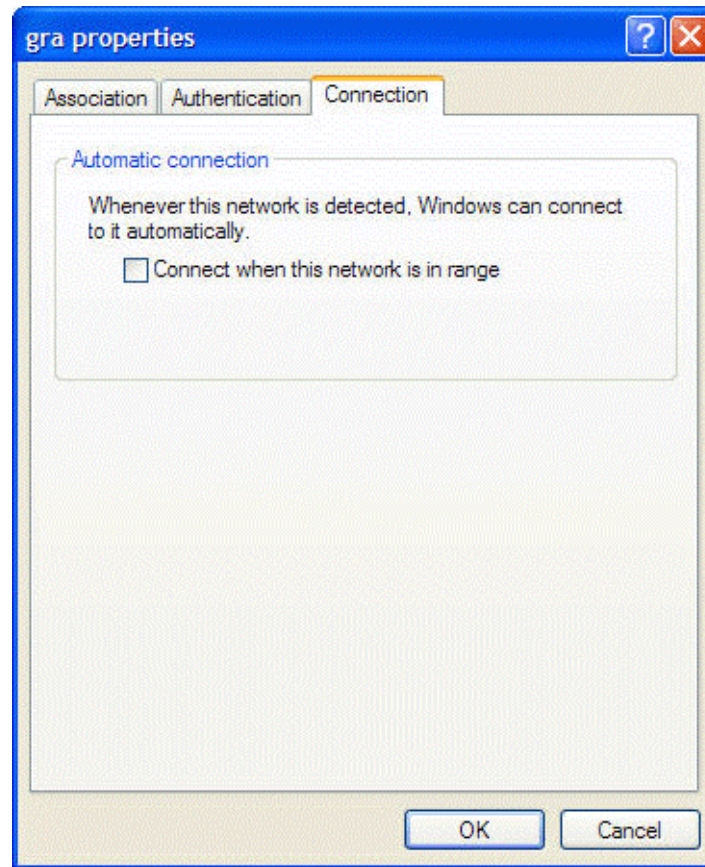 gra properties
?
Association Authentication Connection
Automatic connection
Whenever this network is detected, Windows can connect
to it automatically.
Connect when this network is in range
OK Cancel